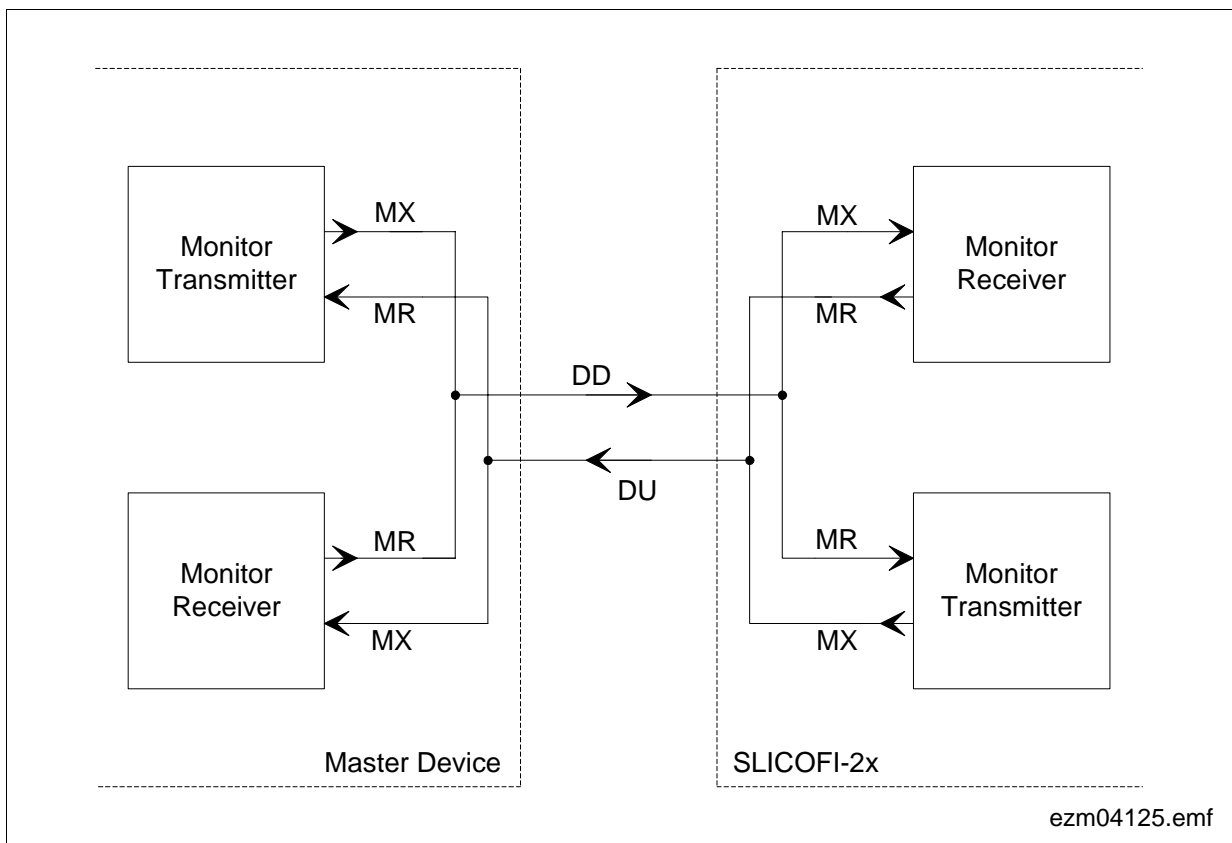 MX
Monitor
Transmitter
MR
MX
Monitor
Receiver
MR
DD
DU
MR
Monitor
Receiver
MX
MR
Monitor
Transmitter
MX
Master Device
SLICOFI-2x
ezm04125.emf